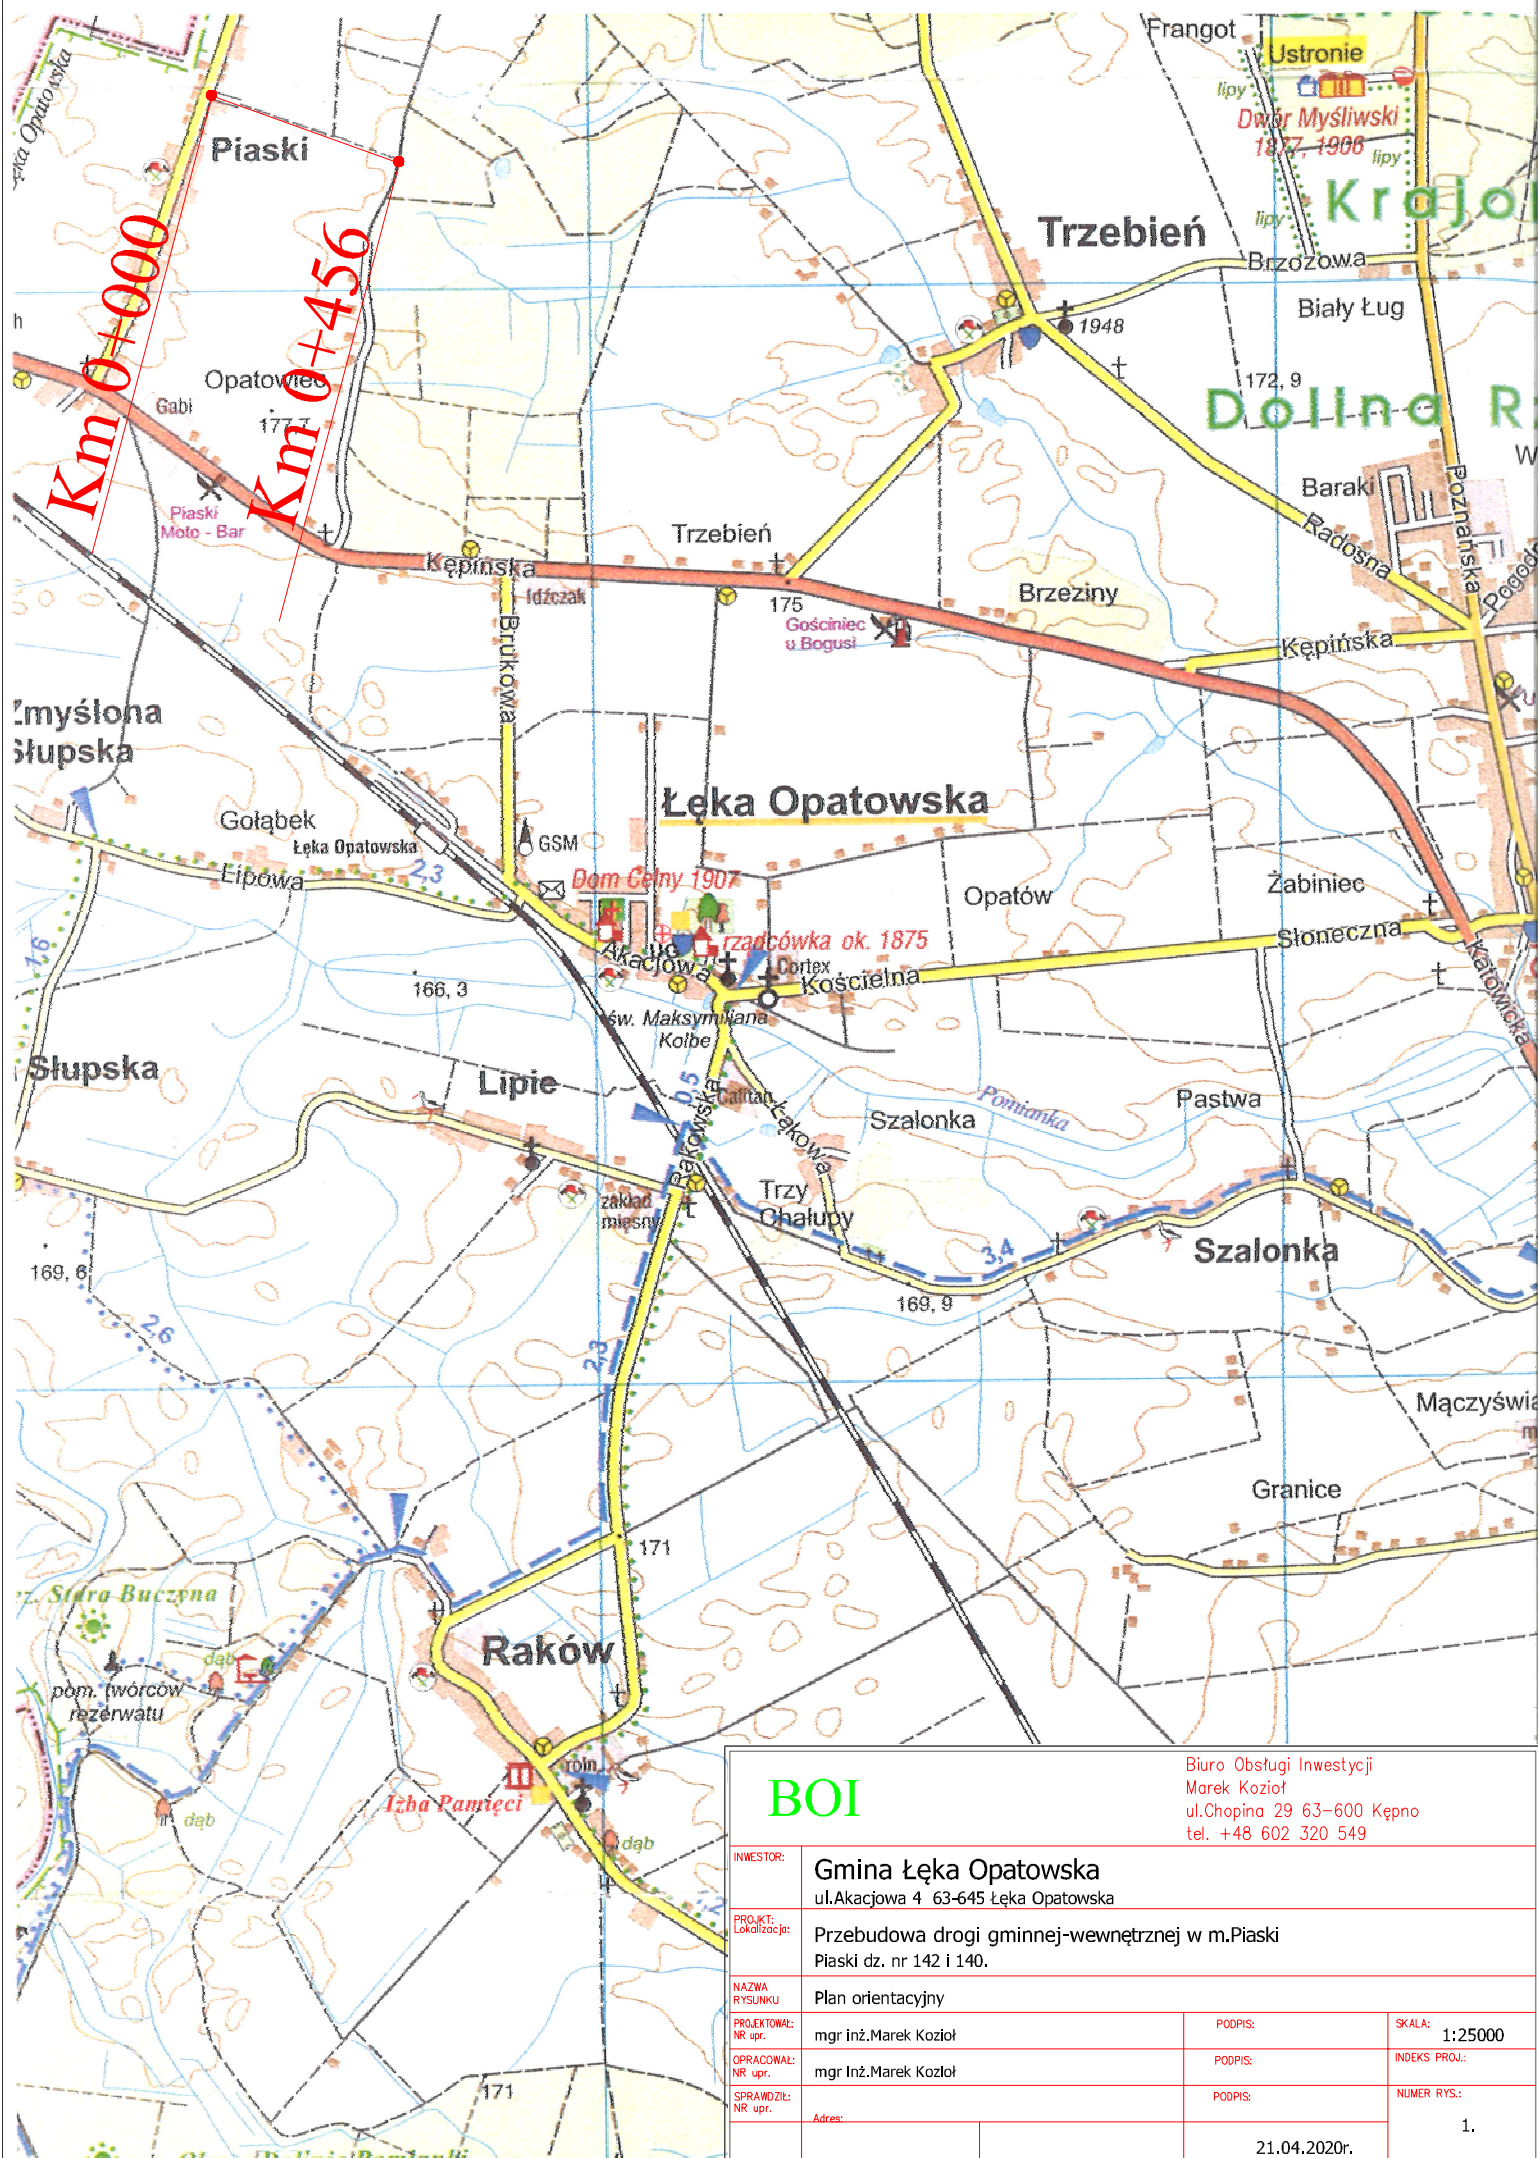 Frangot
Ustronie
lipy
Dwór Myśliwski
1877, 1906
lipy
Krajo
lipy
Piaski
Trzebień
Brzozowa
Biały Ług
1948
Km 0+000
Km 0+456
h
Opatowiec
177,7
Gabi
172, 9
Dolina R
Piaski
Moto - Bar
Baraki
Poznańska
Radosna
Trzebień
Kępińska
Idźczak
175
Brzeziny
Gościniec
u Bogusi
Kępińska
Brukowa
Zmyślona
Słupska
Łęka Opatowska
Gołąbek
Łęka Opatowska
GSM
2,3
Lipowa
Dom Celny 1907
Opatów
Żabiniec
rządcówka ok. 1875
Słoneczna
UG
Akacjowa
Cortex
Kościelna
1,6
166, 3
Katowicka
św. Maksymiliana
Kolbe
Słupska
Lipie
0,5
Rakowska
Łąkowa
Szalonka
Pomianka
Pastwa
zakład
mięsny
Trzy
Chałupy
3,4
Szalonka
169, 6
169, 9
2,6
2,3
Mączyświa
Granice
171
rz. Stara Buczyna
Raków
dąb
pom. twórców
rezerwatu
roln.
Izba Pamięci
dąb
dąb
171
BOI
Biuro Obsługi Inwestycji
Marek Kozioł
ul.Chopina 29 63-600 Kępno
tel. +48 602 320 549
INWESTOR:
Gmina Łęka Opatowska
ul.Akacjowa 4 63-645 Łęka Opatowska
PROJKT:
Lokalizacja:
Przebudowa drogi gminnej-wewnętrznej w m.Piaski
Piaski dz. nr 142 i 140.
NAZWA
RYSUNKU
Plan orientacyjny
PROJEKTOWAŁ:
NR upr.
mgr inż.Marek Kozioł
PODPIS:
SKALA:
1:25000
OPRACOWAŁ:
NR upr.
mgr inż.Marek Kozioł
PODPIS:
INDEKS PROJ.:
SPRAWDZIŁ:
NR upr.
Adres:
PODPIS:
NUMER RYS.:
1.
21.04.2020r.